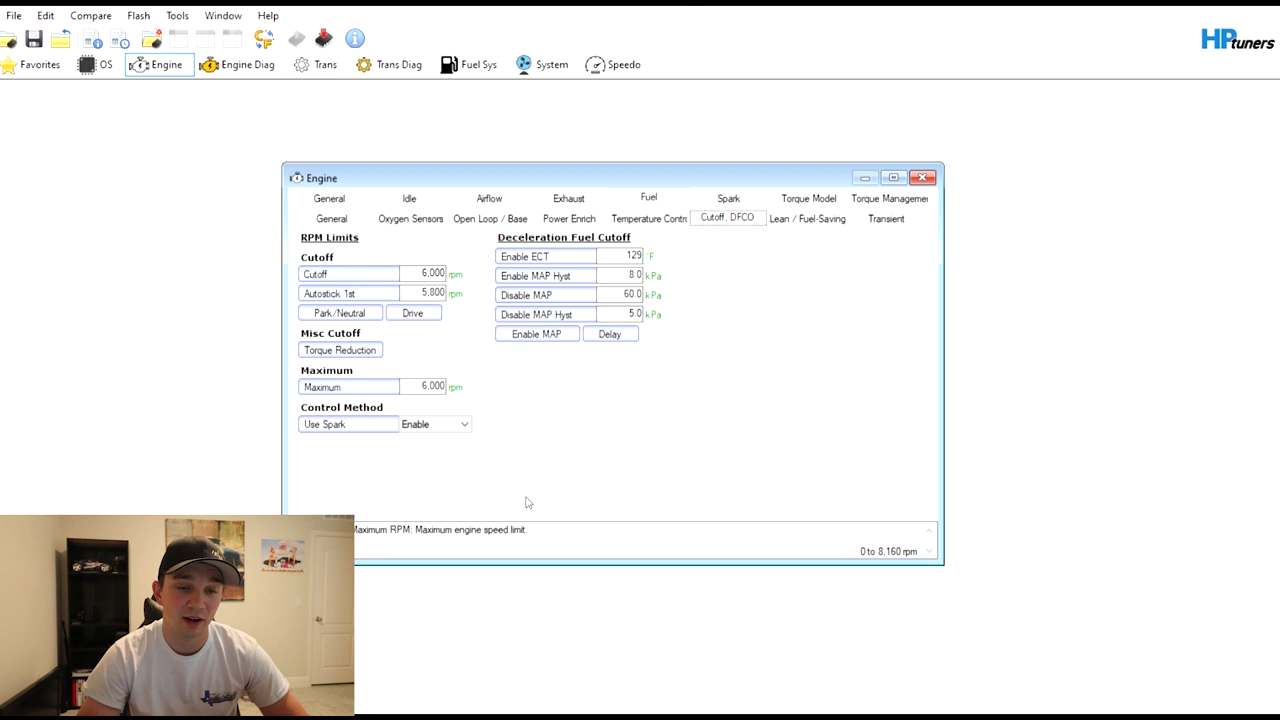 File Edit Compare Flash Tools Window Help
HPtuners
Favorites OS Engine Engine Diag Trans Trans Diag Fuel Sys System Speedo
Engine
General Idle Airflow Exhaust Fuel Spark Torque Model Torque Managemer
General Oxygen Sensors Open Loop / Base Power Enrich Temperature Contr Cutoff, DFCO Lean / Fuel-Saving Transient
RPM Limits Deceleration Fuel Cutoff
Cutoff Enable ECT 129 °F
Cutoff 6,000 rpm Enable MAP Hyst 8.0 kPa
Autostick 1st 5,800 rpm Disable MAP 60.0 kPa
Park/Neutral Drive Disable MAP Hyst 5.0 kPa
Misc Cutoff Enable MAP Delay
Torque Reduction
Maximum
Maximum 6,000 rpm
Control Method
Use Spark Enable
Maximum RPM: Maximum engine speed limit.
0 to 8,160 rpm